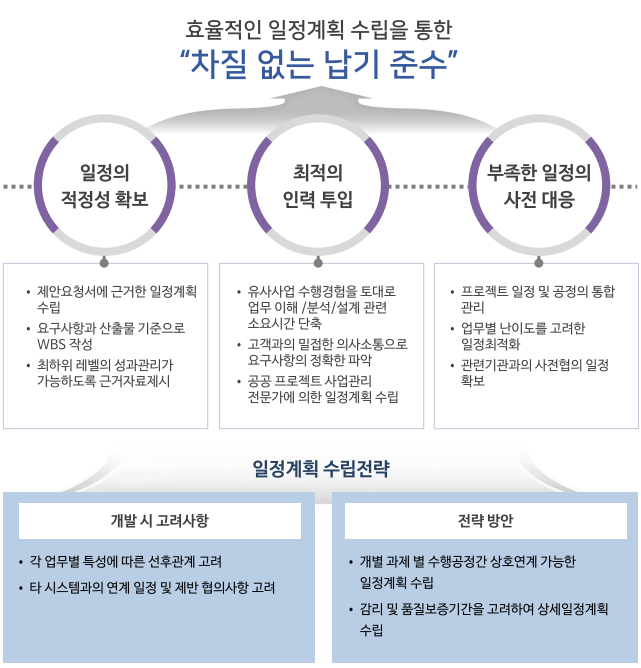 효율적인 일정계획 수립을 통한
“차질 없는 납기 준수”
일정의
적정성 확보
최적의
인력 투입
부족한 일정의
사전 대응
• 제안요청서에 근거한 일정계획
수립
• 요구사항과 산출물 기준으로
WBS 작성
• 최하위 레벨의 성과관리가
가능하도록 근거자료제시
• 유사사업 수행경험을 토대로
업무 이해 /분석/설계 관련
소요시간 단축
• 고객과의 밀접한 의사소통으로
요구사항의 정확한 파악
• 공공 프로젝트 사업관리
전문가에 의한 일정계획 수립
• 프로젝트 일정 및 공정의 통합
관리
• 업무별 난이도를 고려한
일정최적화
• 관련기관과의 사전협의 일정
확보
일정계획 수립전략
개발 시 고려사항
• 각 업무별 특성에 따른 선후관계 고려
• 타 시스템과의 연계 일정 및 제반 협의사항 고려
전략 방안
• 개별 과제 별 수행공정간 상호연계 가능한
일정계획 수립
• 감리 및 품질보증기간을 고려하여 상세일정계획
수립